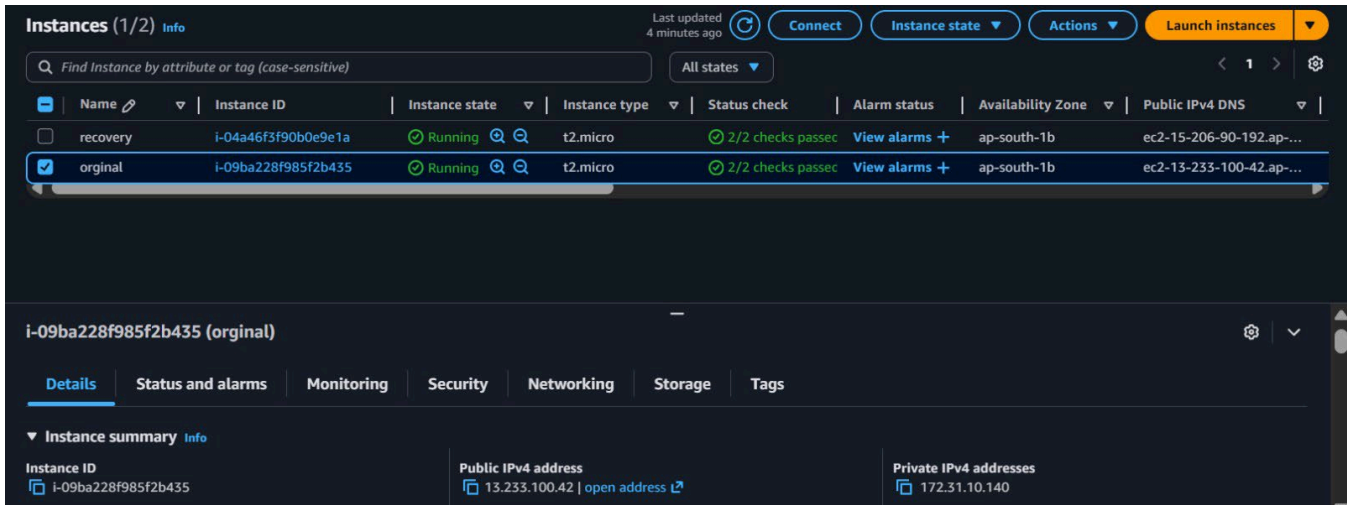 Instances (1/2) Info
Last updated
4 minutes ago
Connect
Instance state
Actions
Launch instances
Find Instance by attribute or tag (case-sensitive)
All states
1
Name | Instance ID | Instance state | Instance type | Status check | Alarm status | Availability Zone | Public IPv4 DNS |
recovery i-04a46f3f90b0e9e1a Running t2.micro 2/2 checks passec View alarms + ap-south-1b ec2-15-206-90-192.ap-...
orginal i-09ba228f985f2b435 Running t2.micro 2/2 checks passec View alarms + ap-south-1b ec2-13-233-100-42.ap-...
i-09ba228f985f2b435 (orginal)
Details Status and alarms Monitoring Security Networking Storage Tags
Instance summary Info
Instance ID Public IPv4 address Private IPv4 addresses
i-09ba228f985f2b435 13.233.100.42 | open address 172.31.10.140